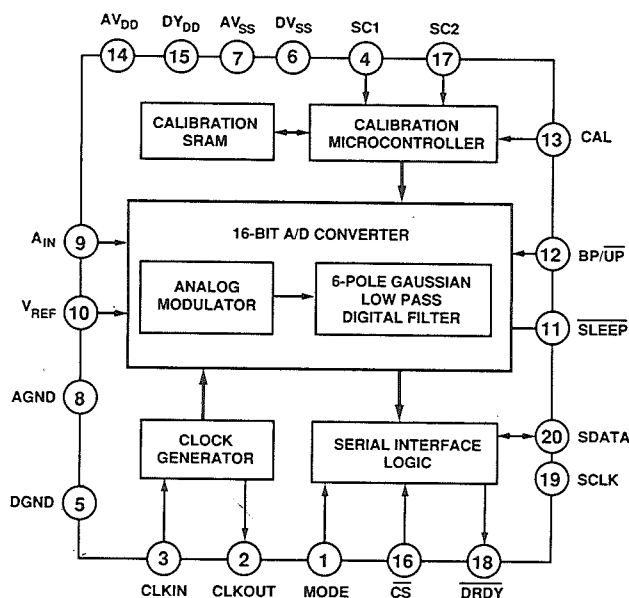 AVDD DYDD AVSS DVSS SC1 SC2
14 15 7 6 4 17
CALIBRATION
SRAM
CALIBRATION
MICROCONTROLLER
13 CAL
16-BIT A/D CONVERTER
AIN
9
12 BP/UP
ANALOG
MODULATOR
6-POLE GAUSSIAN
LOW PASS
DIGITAL FILTER
VREF
10
11 SLEEP
AGND
8
CLOCK
GENERATOR
SERIAL INTERFACE
LOGIC
20 SDATA
19 SCLK
DGND
5
3 2 1 16 18
CLKIN CLKOUT MODE CS DRDY